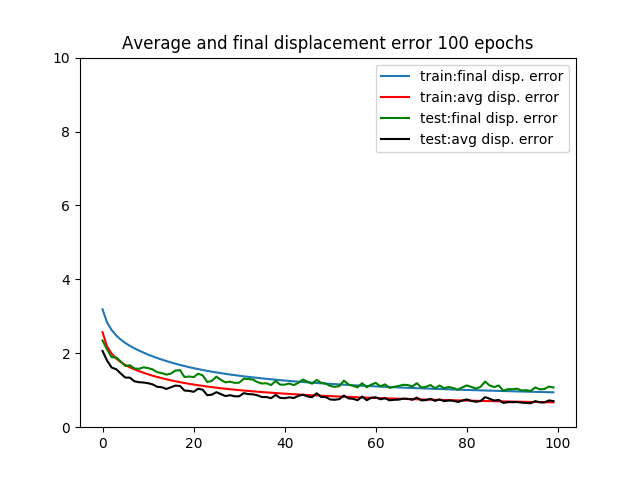 Average and final displacement error 100 epochs
10
8
6
4
2
0
train:final disp. error
train:avg disp. error
test:final disp. error
test:avg disp. error
0 20 40 60 80 100